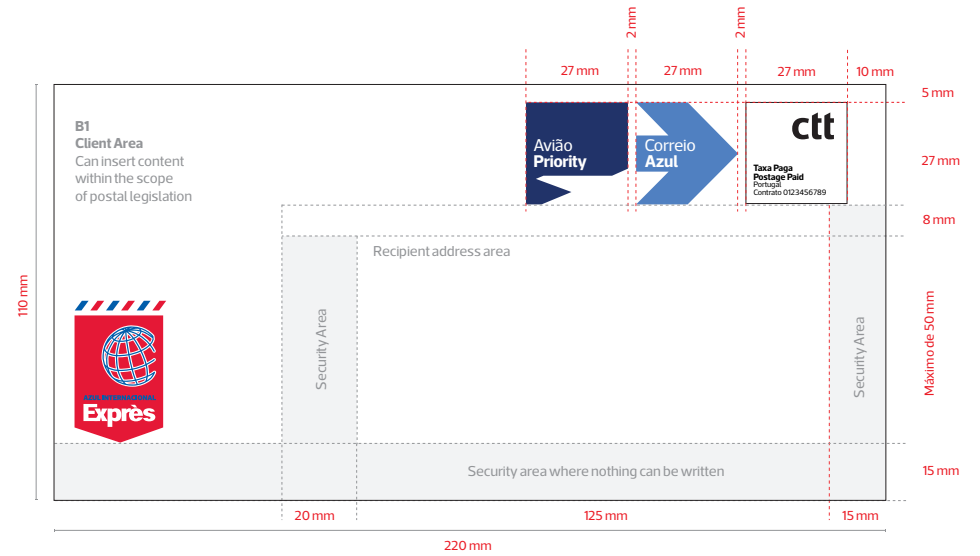 2 mm
2 mm
27 mm
27 mm
27 mm
10 mm
5 mm
B1
Client Area
Can insert content
within the scope
of postal legislation
Avião
Priority
Correio
Azul
ctt
Taxa Paga
Postage Paid
Portugal
Contrato 0123456789
27 mm
8 mm
Recipient address area
110 mm
Security Area
Security Area
Máximo de 50 mm
Exprès
Security area where nothing can be written
15 mm
20 mm
125 mm
15 mm
220 mm